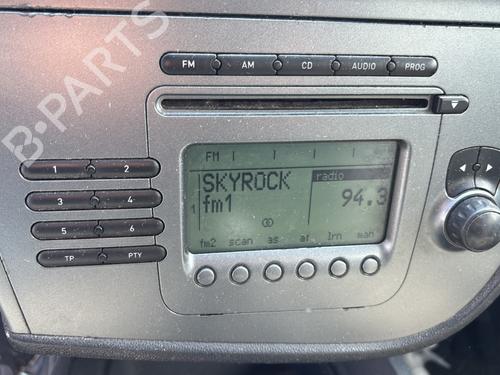 B-PARTS
FM AM CD AUDIO PROG
1 2
3 4
5 6
TP PTY
FM
SKYROCK radio
1 fm1 94.3
fm2 scan as af lrn man